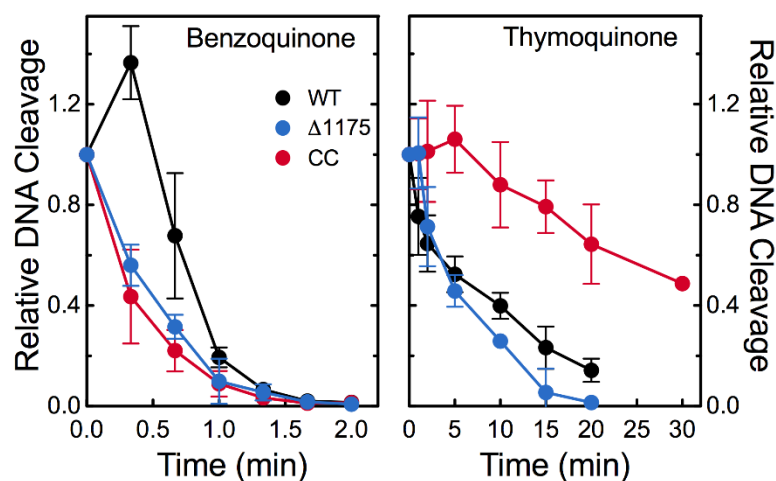 Benzoquinone
WT
Δ1175
CC
Relative DNA Cleavage
1.2
0.8
0.4
0.0
0.0 0.5 1.0 1.5 2.0
Time (min)
Thymoquinone
Relative DNA Cleavage
1.2
0.8
0.4
0.0
0 5 10 15 20 25 30
Time (min)